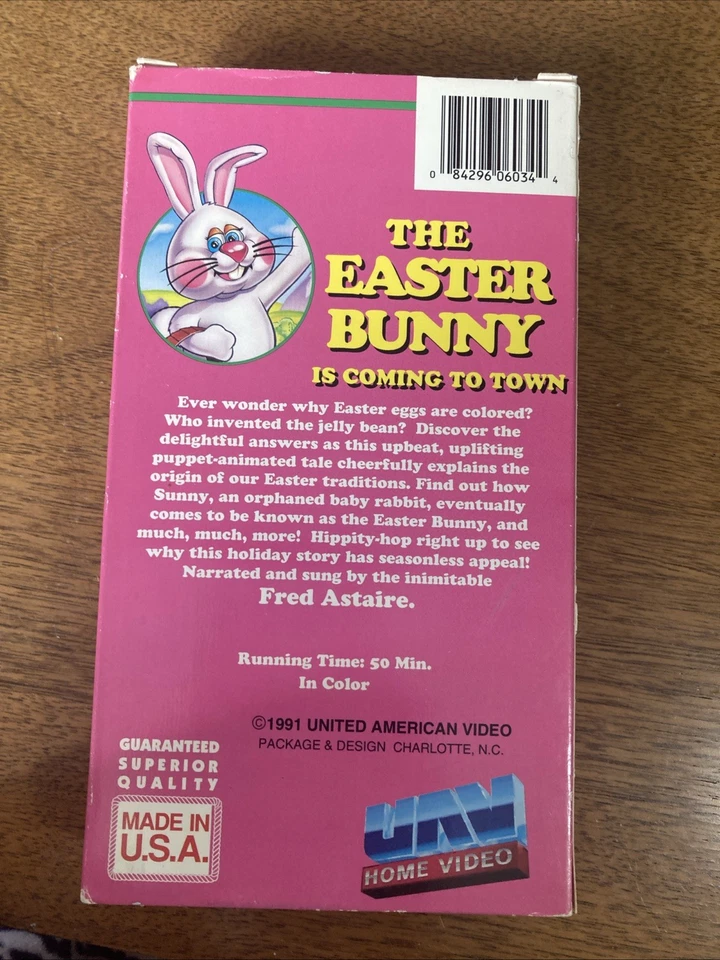 0 84296 06034 4
THE
EASTER
BUNNY
IS COMING TO TOWN
Ever wonder why Easter eggs are colored?
Who invented the jelly bean? Discover the
delightful answers as this upbeat, uplifting
puppet-animated tale cheerfully explains the
origin of our Easter traditions. Find out how
Sunny, an orphaned baby rabbit, eventually
comes to be known as the Easter Bunny, and
much, much, more! Hippity-hop right up to see
why this holiday story has seasonless appeal!
Narrated and sung by the inimitable
Fred Astaire.
Running Time: 50 Min.
In Color
©1991 UNITED AMERICAN VIDEO
PACKAGE & DESIGN CHARLOTTE, N.C.
GUARANTEED
SUPERIOR
QUALITY
MADE IN
U.S.A.
UAV
HOME VIDEO